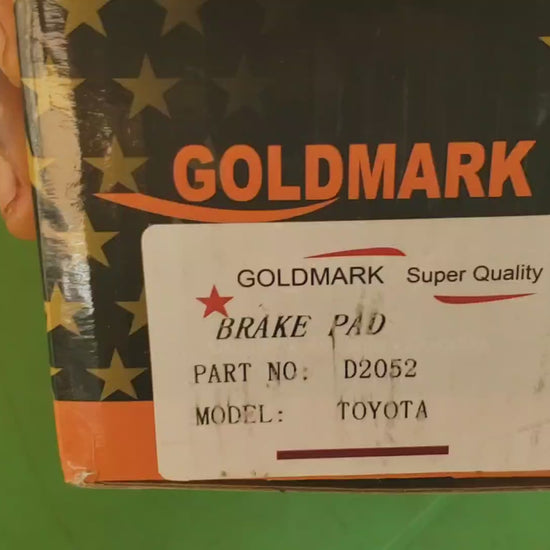 GOLDMARK
GOLDMARK Super Quality
BRAKE PAD
PART NO: D2052
MODEL: TOYOTA